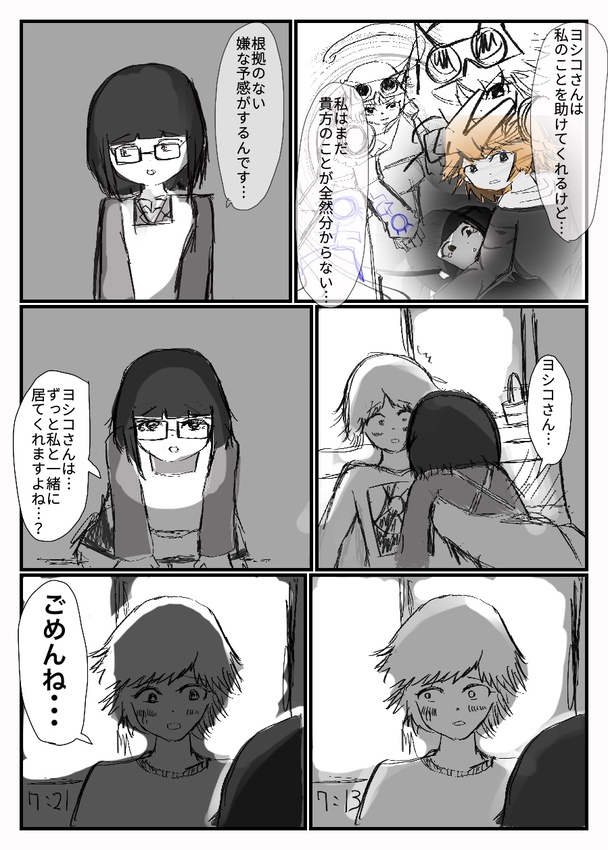 ヨシコさんは
私のことを助けてくれるけど…
私はまだ
貴方のことが全然分からない…
根拠のない
嫌な予感がするんです…
ヨシコさん…
ヨシコさんは…
ずっと私と一緒に
居てくれますよね…?
7:13
ごめんね…
7:21